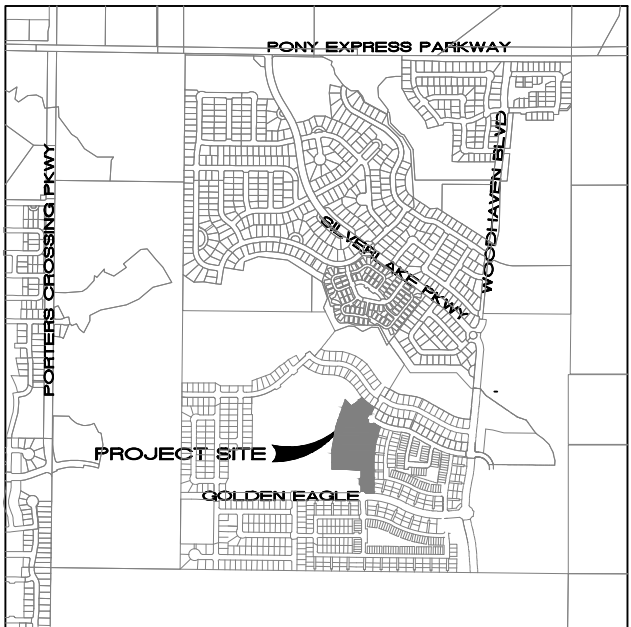 PONY EXPRESS PARKWAY
WOODHAVEN BLVD
PORTERS CROSSING PKWY
SILVERLAKE PKWY
PROJECT SITE
GOLDEN EAGLE